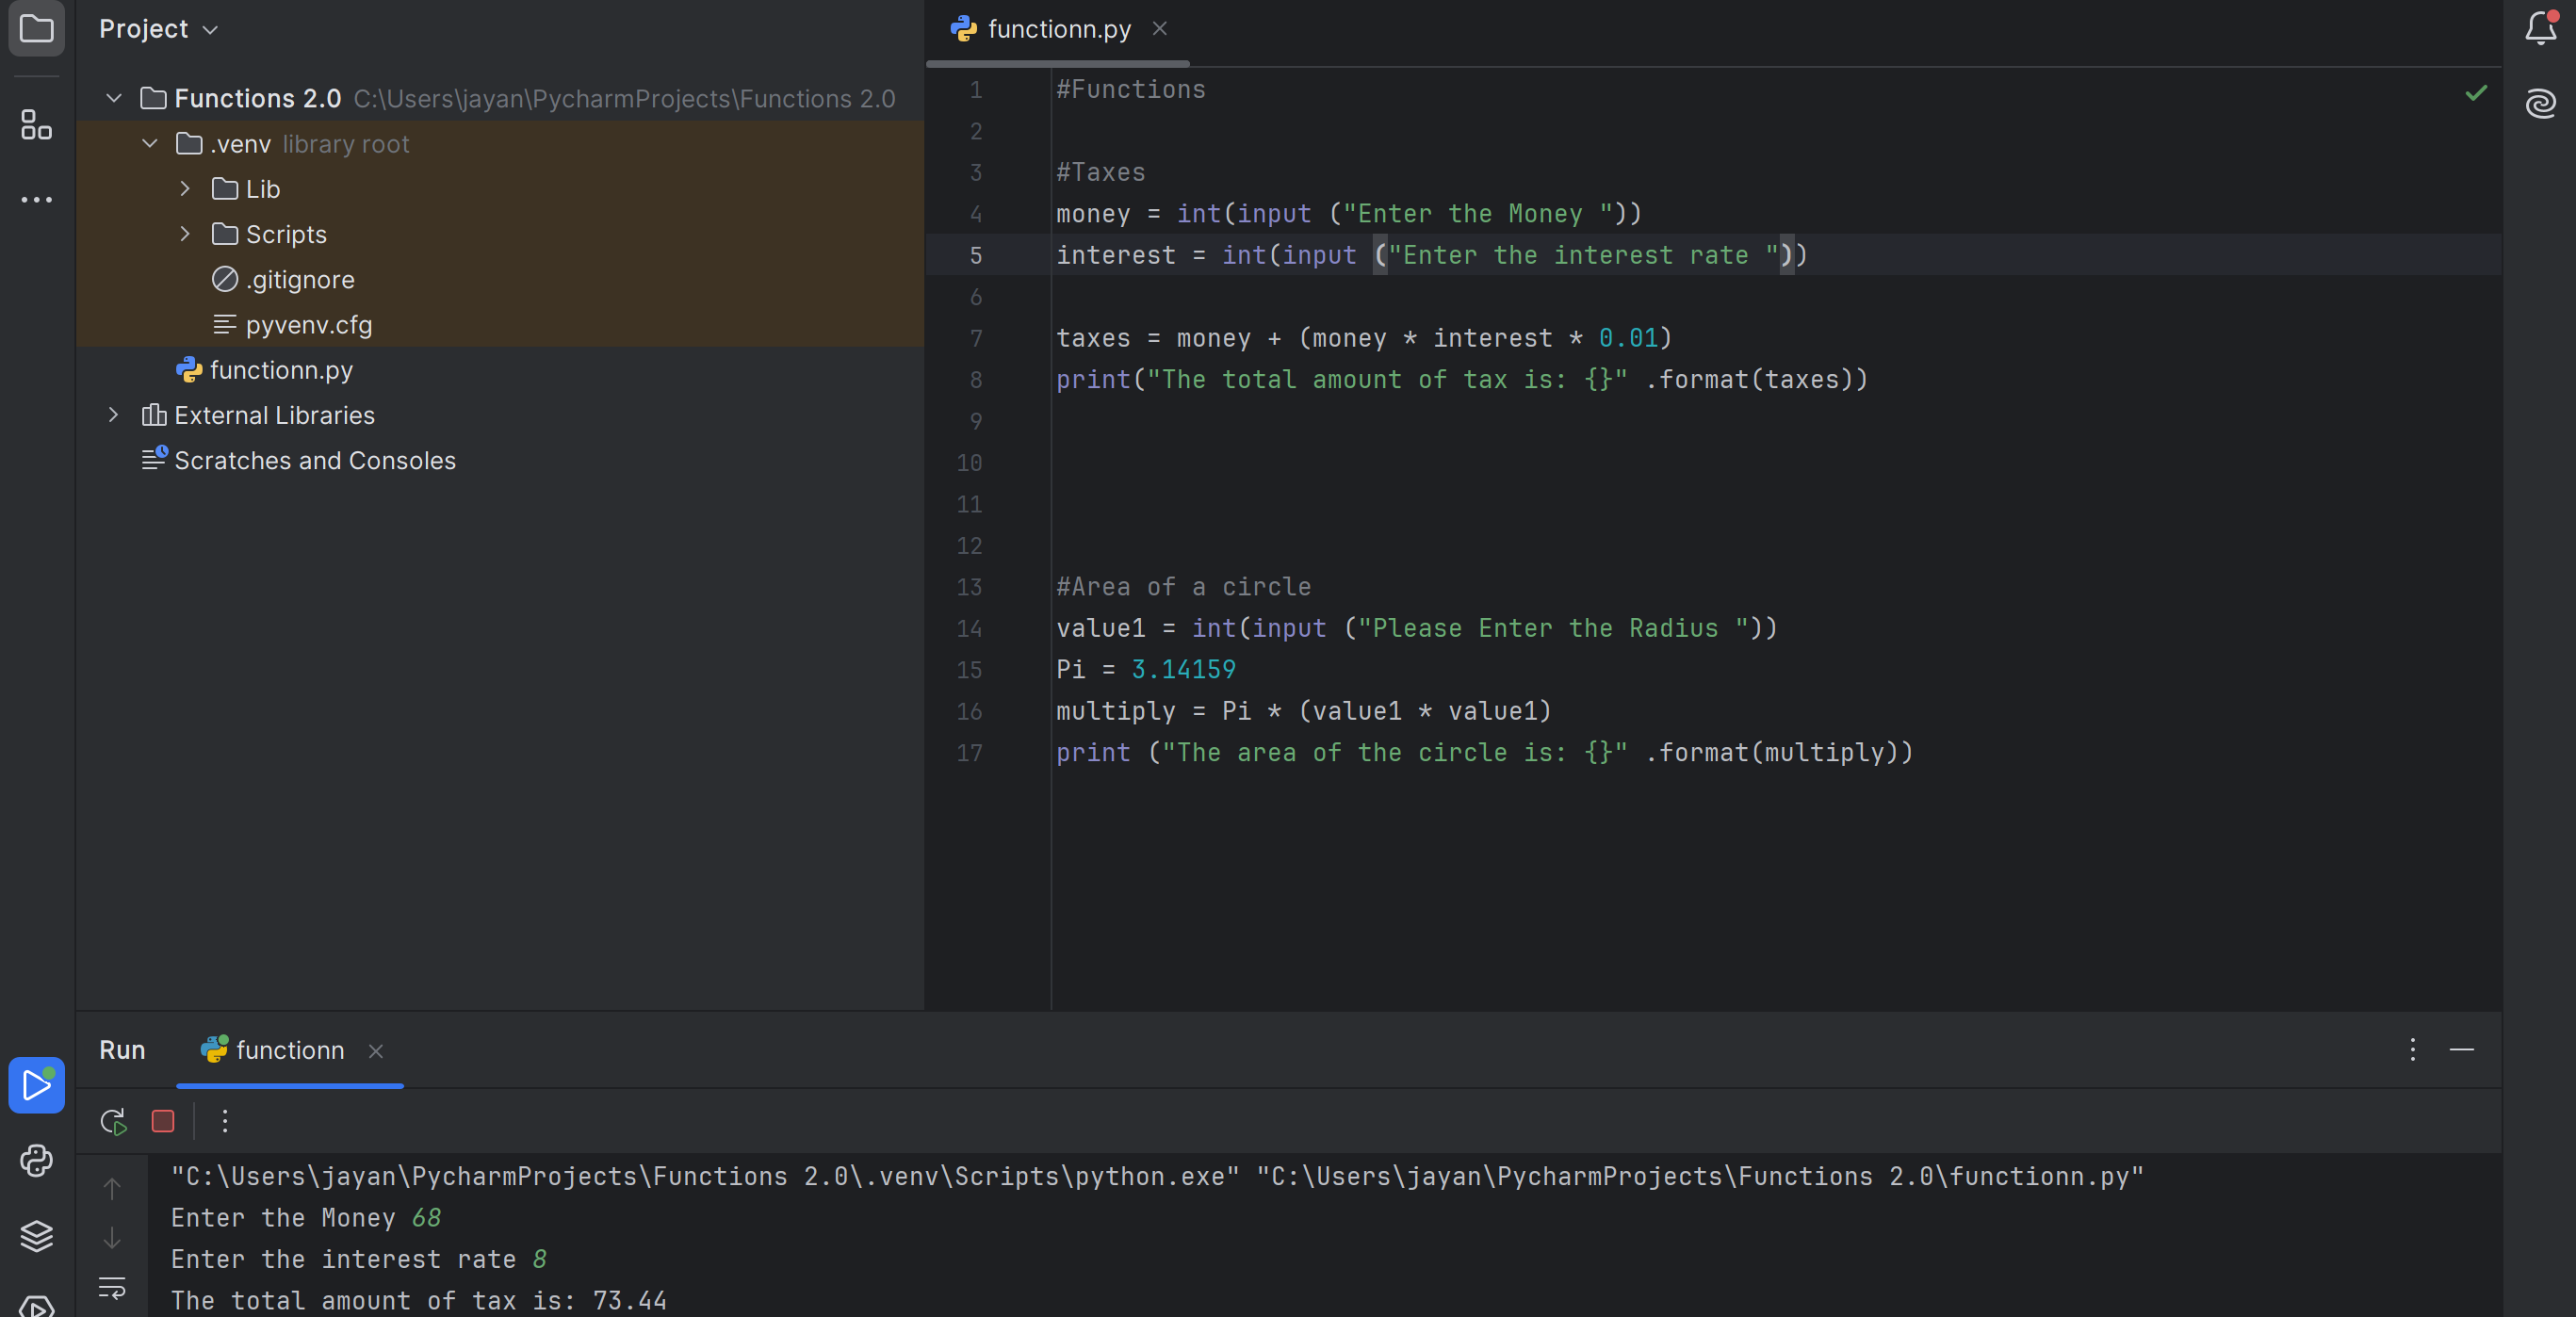 Project
Functions 2.0 C:\Users\jayan\PycharmProjects\Functions 2.0
.venv library root
Lib
Scripts
.gitignore
pyvenv.cfg
functionn.py
External Libraries
Scratches and Consoles
functionn.py
1 #Functions
2
3 #Taxes
4 money = int(input ("Enter the Money "))
5 interest = int(input ("Enter the interest rate "))
6
7 taxes = money + (money * interest * 0.01)
8 print("The total amount of tax is: {}" .format(taxes))
9
10
11
12
13 #Area of a circle
14 value1 = int(input ("Please Enter the Radius "))
15 Pi = 3.14159
16 multiply = Pi * (value1 * value1)
17 print ("The area of the circle is: {}" .format(multiply))
Run functionn
"C:\Users\jayan\PycharmProjects\Functions 2.0\.venv\Scripts\python.exe" "C:\Users\jayan\PycharmProjects\Functions 2.0\functionn.py"
Enter the Money 68
Enter the interest rate 8
The total amount of tax is: 73.44